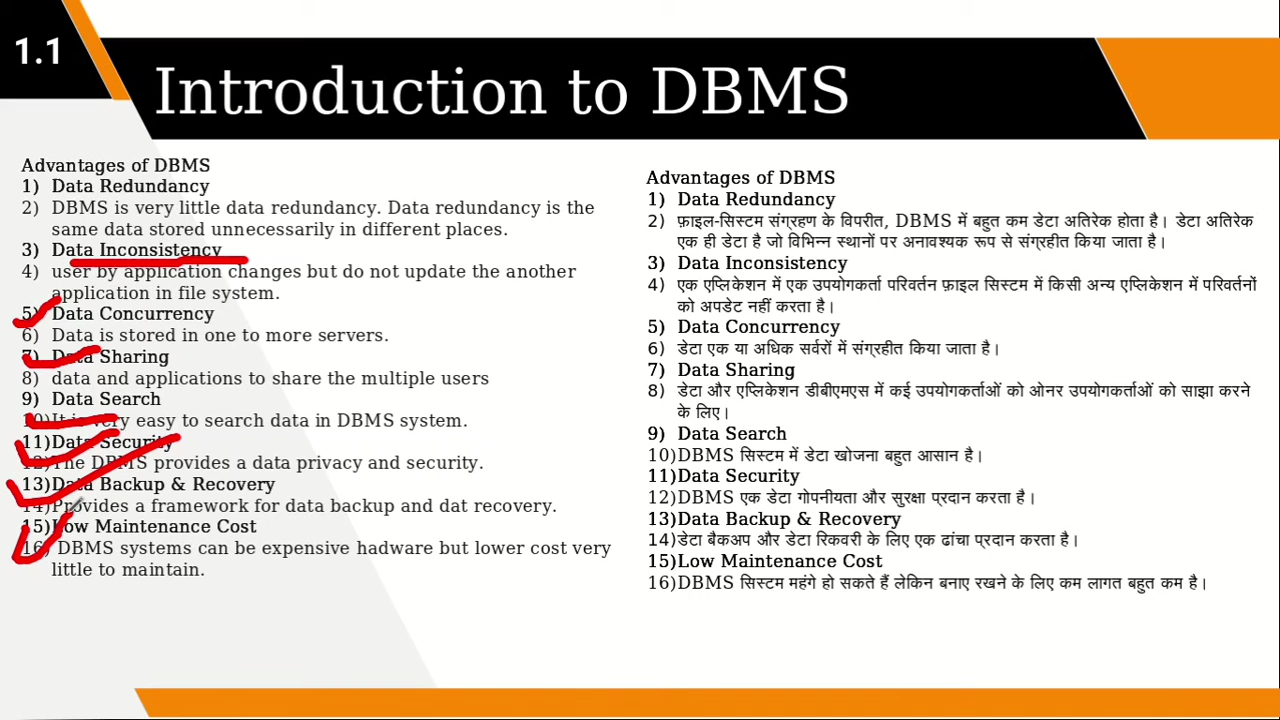 1.1
Introduction to DBMS
Advantages of DBMS
1) Data Redundancy
2) DBMS is very little data redundancy. Data redundancy is the
same data stored unnecessarily in different places.
3) Data Inconsistency
4) user by application changes but do not update the another
application in file system.
5) Data Concurrency
6) Data is stored in one to more servers.
7) Data Sharing
8) data and applications to share the multiple users
9) Data Search
10)It is very easy to search data in DBMS system.
11)Data Security
12)The DBMS provides a data privacy and security.
13)Data Backup & Recovery
14)Provides a framework for data backup and dat recovery.
15)Low Maintenance Cost
16) DBMS systems can be expensive hadware but lower cost very
little to maintain.
Advantages of DBMS
1) Data Redundancy
2) फ़ाइल-सिस्टम संग्रहण के विपरीत, DBMS में बहुत कम डेटा अतिरेक होता है। डेटा अतिरेक
एक ही डेटा है जो विभिन्न स्थानों पर अनावश्यक रूप से संग्रहीत किया जाता है।
3) Data Inconsistency
4) एक एप्लिकेशन में एक उपयोगकर्ता परिवर्तन फ़ाइल सिस्टम में किसी अन्य एप्लिकेशन में परिवर्तनों
को अपडेट नहीं करता है।
5) Data Concurrency
6) डेटा एक या अधिक सर्वरों में संग्रहीत किया जाता है।
7) Data Sharing
8) डेटा और एप्लिकेशन डीबीएमएस में कई उपयोगकर्ताओं को ओनर उपयोगकर्ताओं को साझा करने
के लिए।
9) Data Search
10)DBMS सिस्टम में डेटा खोजना बहुत आसान है।
11)Data Security
12)DBMS एक डेटा गोपनीयता और सुरक्षा प्रदान करता है।
13)Data Backup & Recovery
14)डेटा बैकअप और डेटा रिकवरी के लिए एक ढांचा प्रदान करता है।
15)Low Maintenance Cost
16)DBMS सिस्टम महंगे हो सकते हैं लेकिन बनाए रखने के लिए कम लागत बहुत कम है।